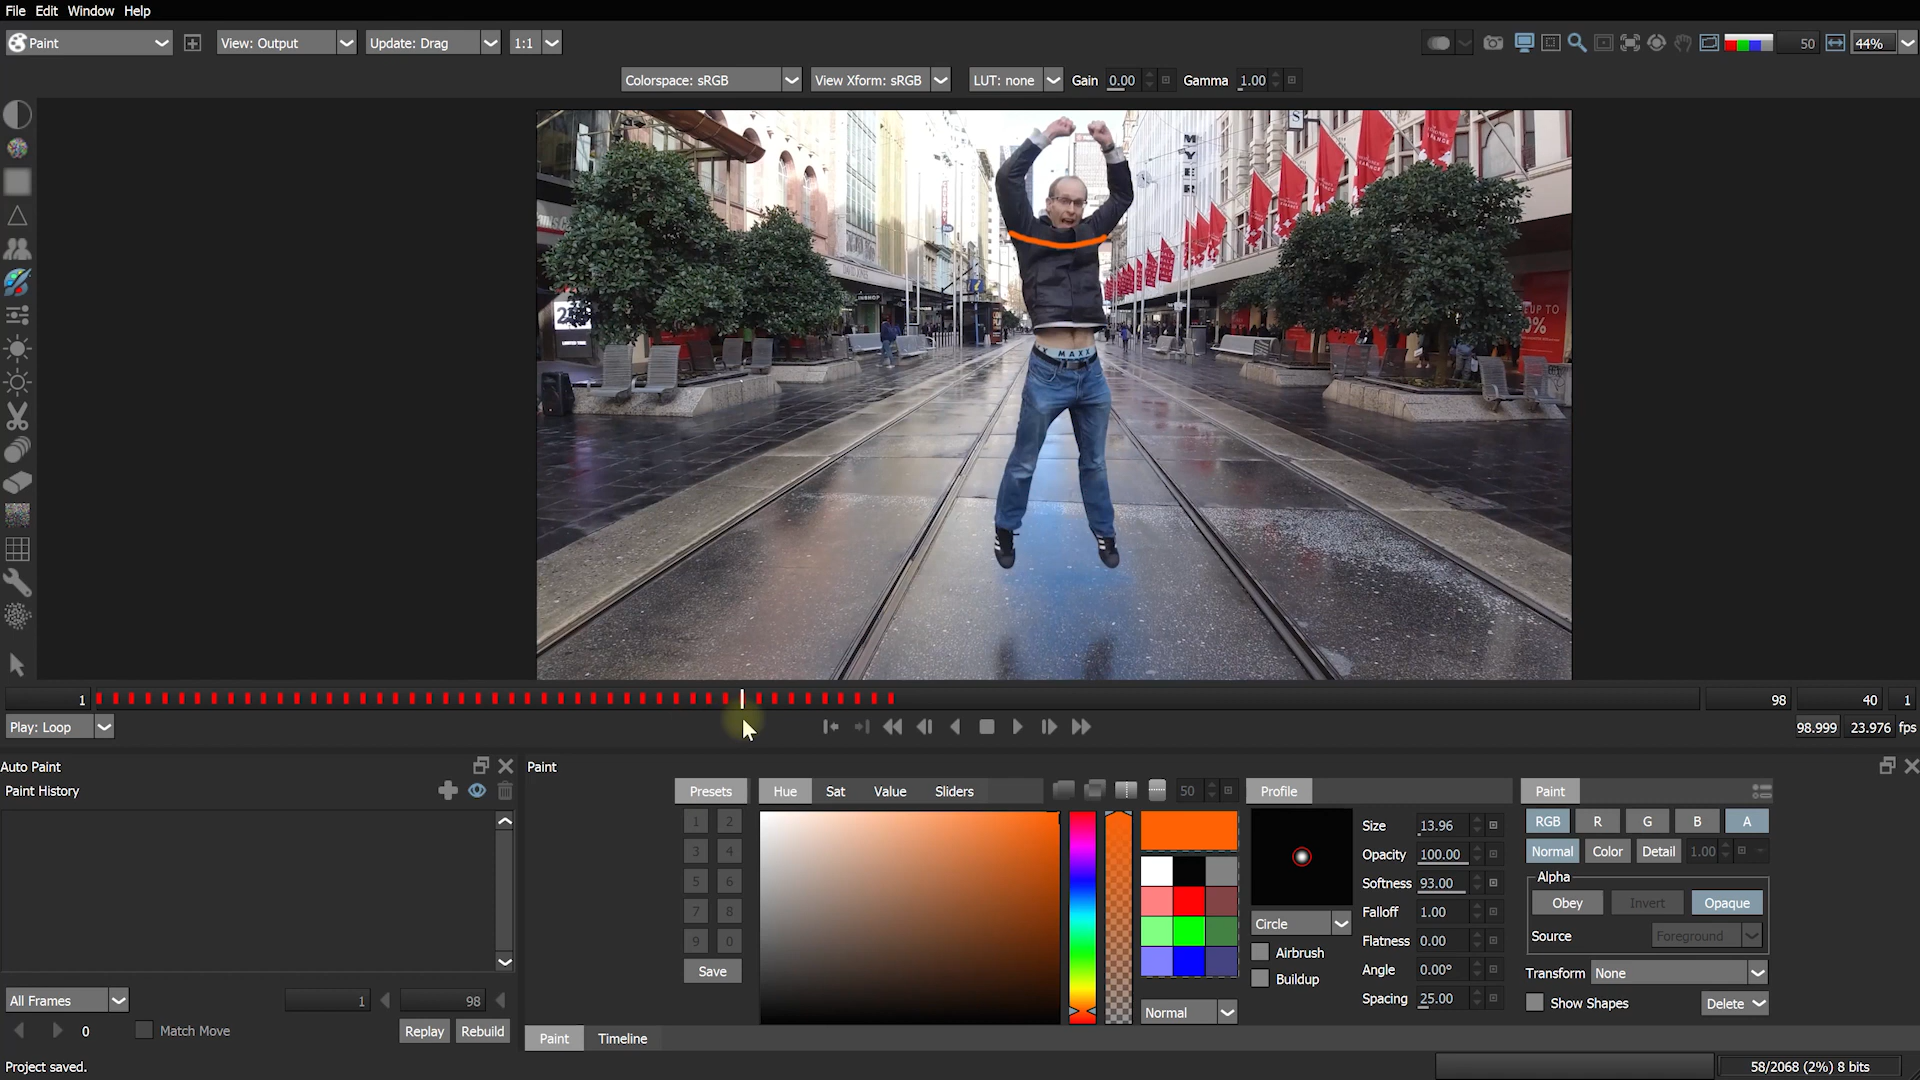 File Edit Window Help
Paint View: Output Update: Drag 1:1 50 44%
Colorspace: sRGB View Xform: sRGB LUT: none Gain 0.00 Gamma 1.00
S
MYER
UP TO
%
MAXX
1 98 40 1
Play: Loop 98.999 23.976 fps
Auto Paint
Paint History
All Frames 1 98
0 Match Move Replay Rebuild
Paint
Presets
1 2
3 4
5 6
7 8
9 0
Save
Hue Sat Value Sliders 50
Normal
Profile
Circle
Airbrush
Buildup
Size 13.96
Opacity 100.00
Softness 93.00
Falloff 1.00
Flatness 0.00
Angle 0.00°
Spacing 25.00
Paint
RGB R G B A
Normal Color Detail 1.00
Alpha
Obey Invert Opaque
Source Foreground
Transform None
Show Shapes Delete
Paint Timeline
Project saved. 58/2068 (2%) 8 bits